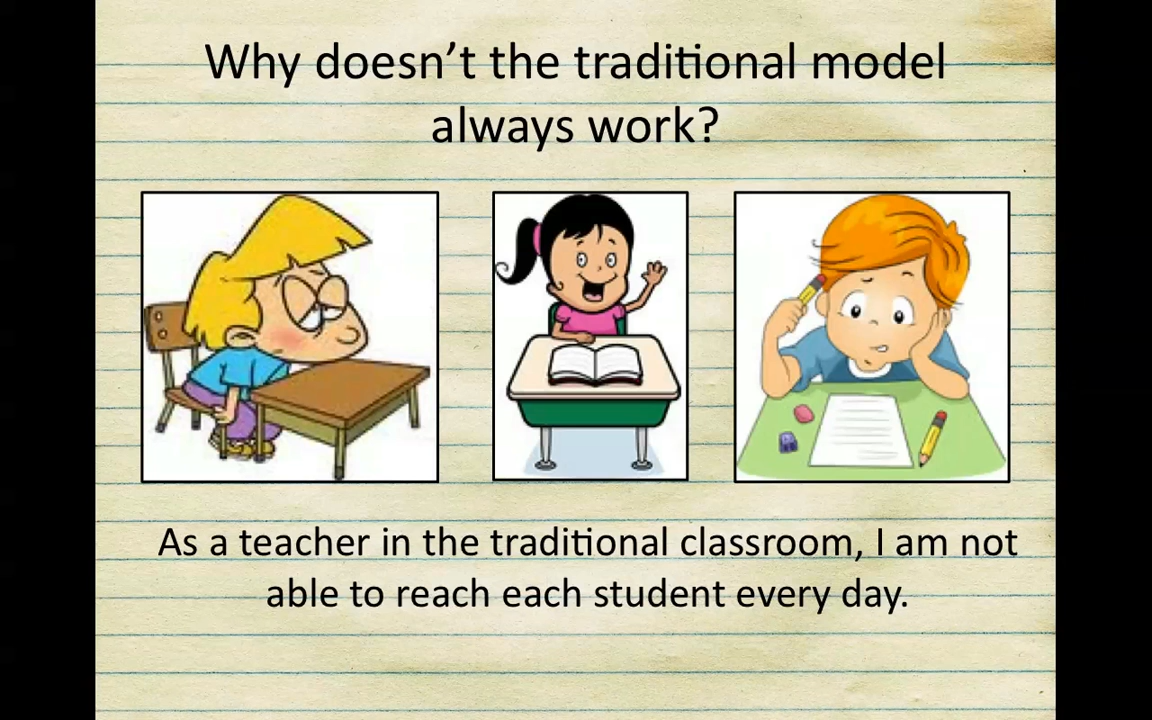 Why doesn’t the traditional model
always work?
As a teacher in the traditional classroom, I am not
able to reach each student every day.